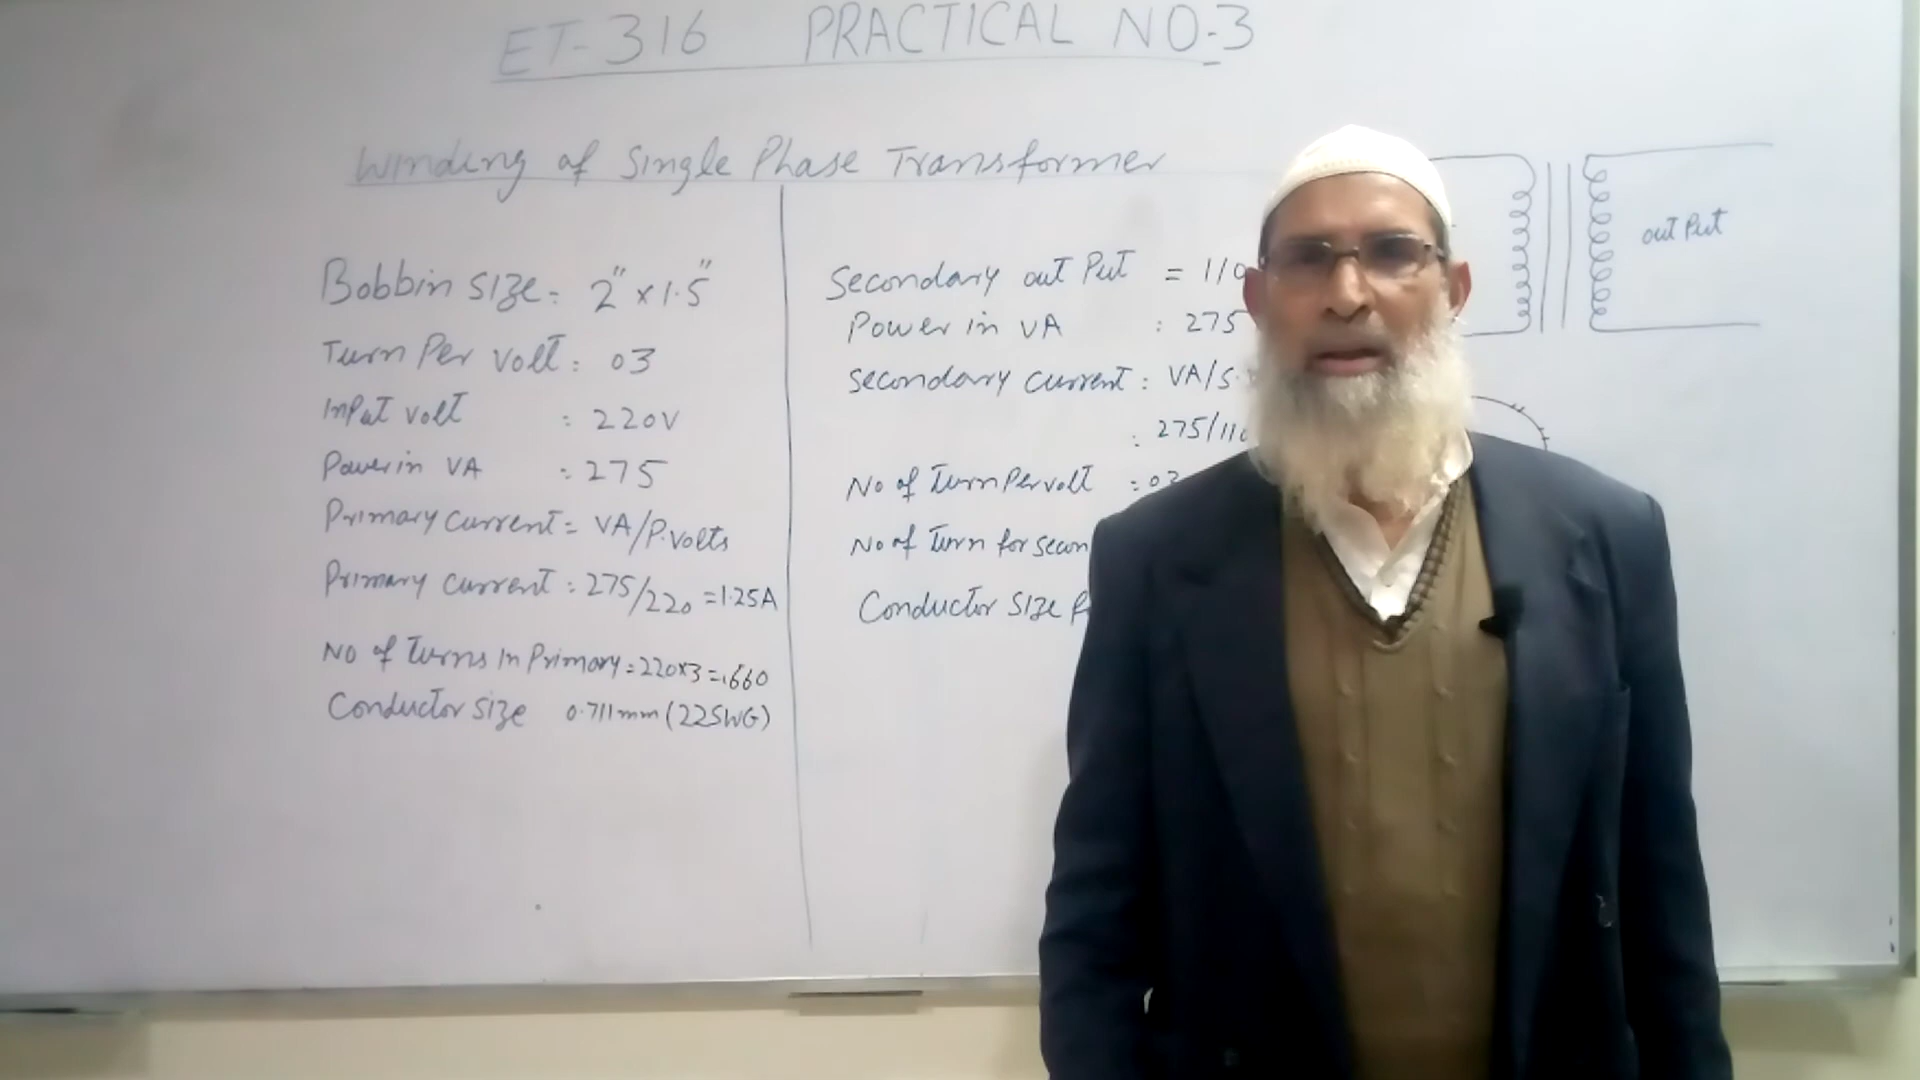 ET-316 PRACTICAL NO-3
Winding of Single Phase Transformer
Bobbin Size: 2" x 1.5"
Turn Per Volt: 03
Input volt : 220V
Power in VA : 275
Primary Current = VA/P.volts
Primary Current : 275/220 = 1.25A
No of Turns In Primary = 220x3 = 660
Conductor Size 0.711mm (22SWG)
Secondary out Put = 110
Power in VA : 275
Secondary Current : VA/S.
: 275/110
No of Turn Per volt : 03
No of Turn for
Conductor Size
out Put